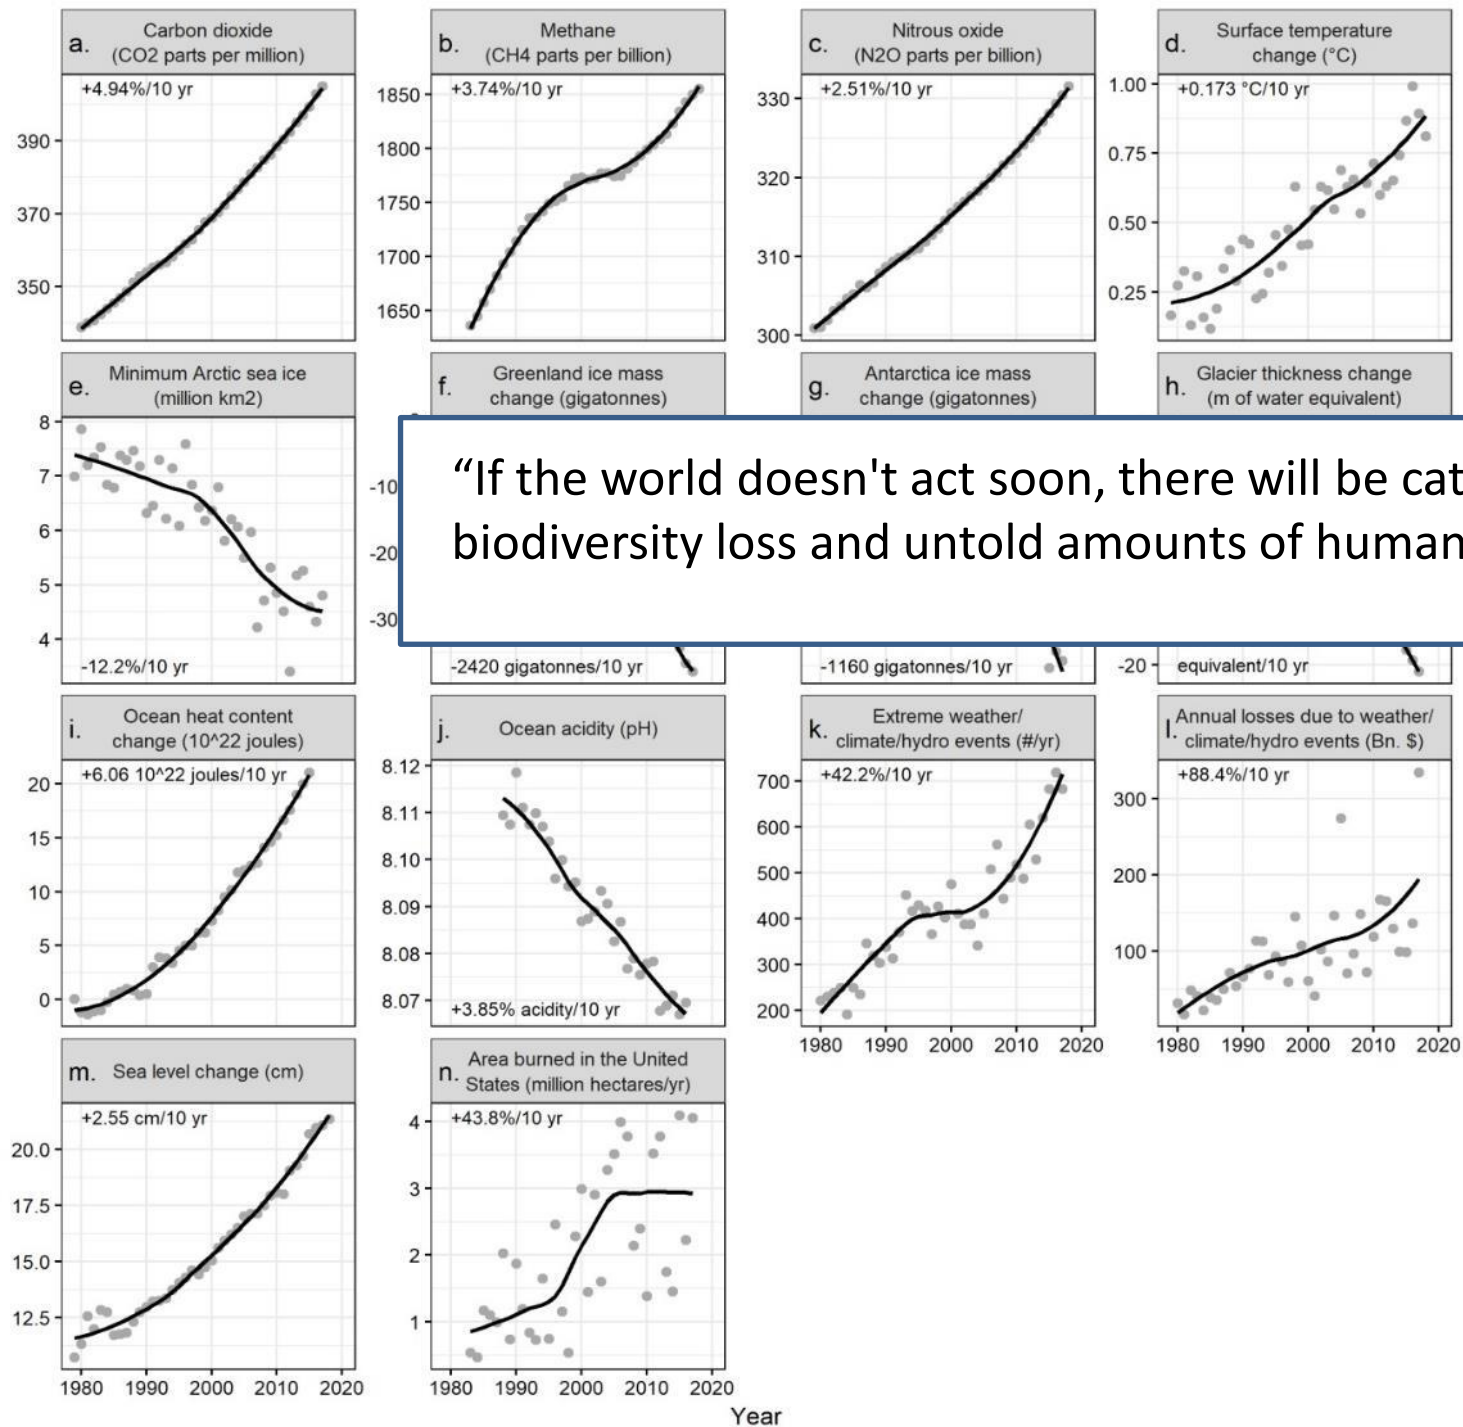 a. Carbon dioxide
(CO2 parts per million)
+4.94%/10 yr
390
370
350
b. Methane
(CH4 parts per billion)
+3.74%/10 yr
1850
1800
1750
1700
1650
c. Nitrous oxide
(N2O parts per billion)
+2.51%/10 yr
330
320
310
300
d. Surface temperature
change (°C)
+0.173 °C/10 yr
1.00
0.75
0.50
0.25
e. Minimum Arctic sea ice
(million km2)
8
7
6
5
4
-12.2%/10 yr
f. Greenland ice mass
change (gigatonnes)
-10
-20
-30
-2420 gigatonnes/10 yr
g. Antarctica ice mass
change (gigatonnes)
-1160 gigatonnes/10 yr
h. Glacier thickness change
(m of water equivalent)
-20
equivalent/10 yr
“If the world doesn't act soon, there will be cat
biodiversity loss and untold amounts of human
i. Ocean heat content
change (10^22 joules)
+6.06 10^22 joules/10 yr
20
15
10
5
0
j. Ocean acidity (pH)
8.12
8.11
8.10
8.09
8.08
8.07
+3.85% acidity/10 yr
k. Extreme weather/
climate/hydro events (#/yr)
+42.2%/10 yr
700
600
500
400
300
200
1980 1990 2000 2010 2020
l. Annual losses due to weather/
climate/hydro events (Bn. $)
+88.4%/10 yr
300
200
100
1980 1990 2000 2010 2020
m. Sea level change (cm)
+2.55 cm/10 yr
20.0
17.5
15.0
12.5
1980 1990 2000 2010 2020
n. Area burned in the United
States (million hectares/yr)
+43.8%/10 yr
4
3
2
1
1980 1990 2000 2010 2020
Year